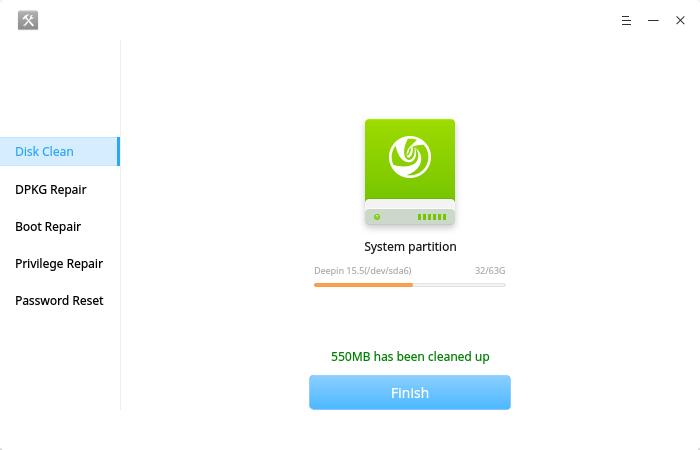 Disk Clean
DPKG Repair
Boot Repair
Privilege Repair
Password Reset
System partition
Deepin 15.5(/dev/sda6) 32/63G
550MB has been cleaned up
Finish